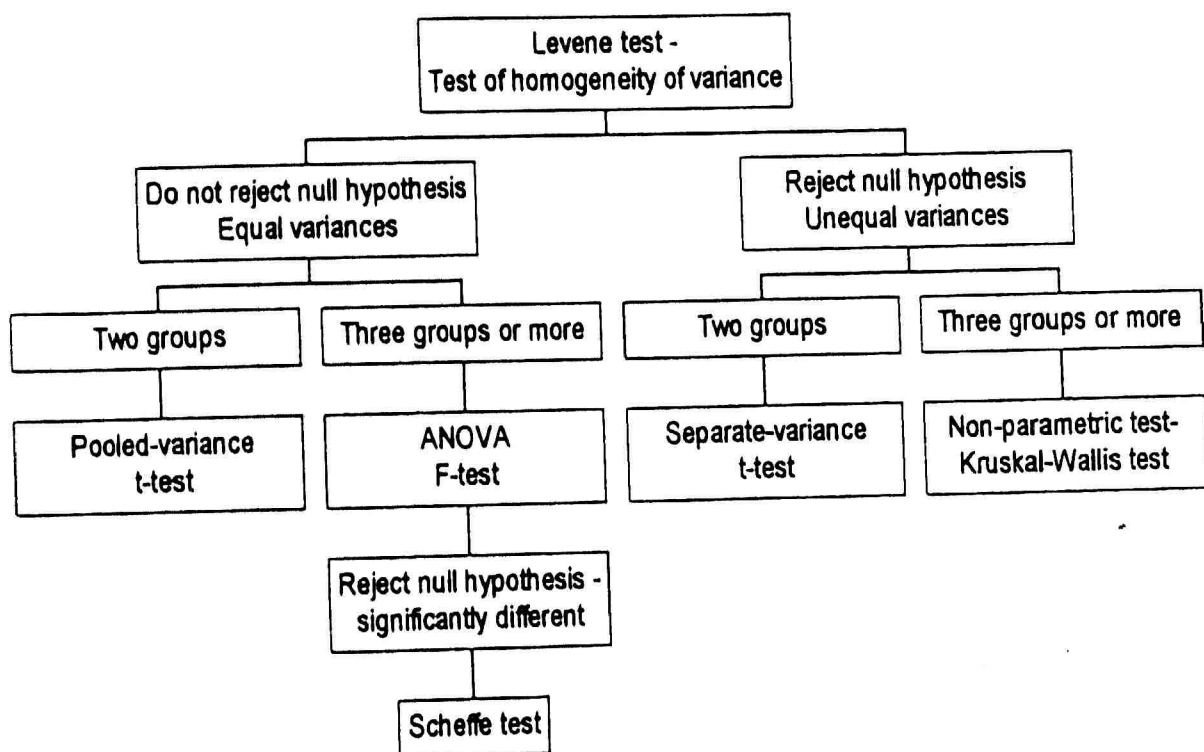 Levene test -
Test of homogeneity of variance
Do not reject null hypothesis
Equal variances
Reject null hypothesis
Unequal variances
Two groups
Three groups or more
Two groups
Three groups or more
Pooled-variance
t-test
ANOVA
F-test
Separate-variance
t-test
Non-parametric test-
Kruskal-Wallis test
Reject null hypothesis -
significantly different
Scheffe test